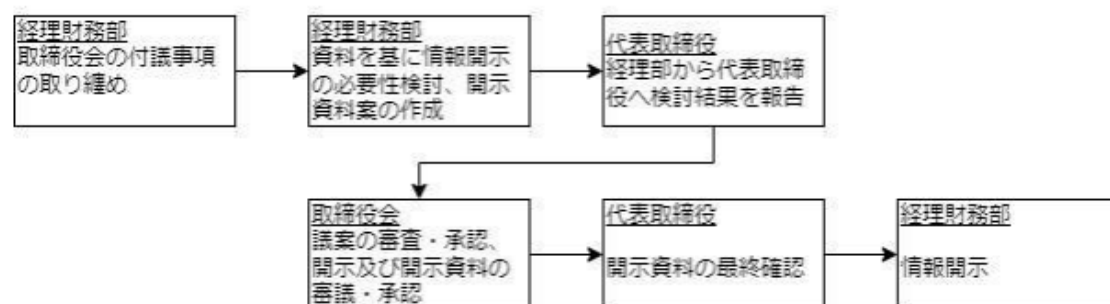 経理財務部
取締役会の付議事項
の取り纏め
経理財務部
資料を基に情報開示
の必要性検討、開示
資料案の作成
代表取締役
経理部から代表取締
役へ検討結果を報告
取締役会
議案の審査・承認、
開示及び開示資料の
審議・承認
代表取締役
開示資料の最終確認
経理財務部
情報開示